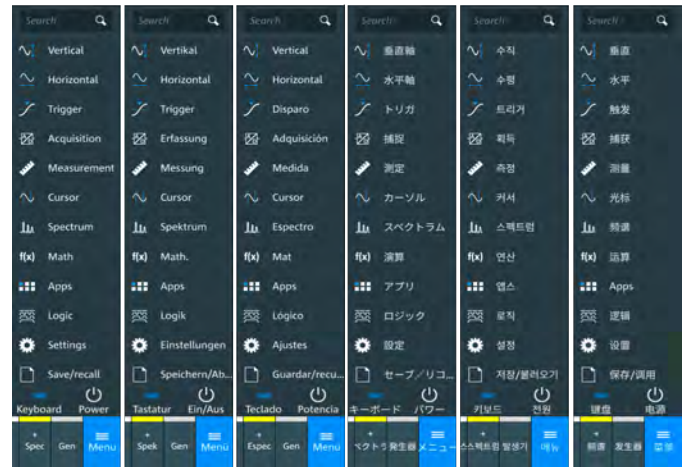 Search
Vertical
Horizontal
Trigger
Acquisition
Measurement
Cursor
Spectrum
f(x) Math
Apps
Logic
Settings
Save/recall
Keyboard Power
Spec Gen Menu
Search
Vertikal
Horizontal
Trigger
Erfassung
Messung
Cursor
Spektrum
f(x) Math.
Apps
Logik
Einstellungen
Speichern/Ab...
Tastatur Ein/Aus
Spek Gen Menü
Search
Vertical
Horizontal
Disparo
Adquisición
Medida
Cursor
Espectro
f(x) Mat
Apps
Lógico
Ajustes
Guardar/recu...
Teclado Potencia
Espec Gen Menú
Search
垂直軸
水平軸
トリガ
捕捉
測定
カーソル
スペクトラム
f(x) 演算
アプリ
ロジック
設定
セーブ／リコ...
キーボード パワー
ペクトラ 発生器 メニュー
Search
수직
수평
트리거
획득
측정
커서
스펙트럼
f(x) 연산
앱스
로직
설정
저장/불러오기
키보드 전원
스펙트럼 발생기 메뉴
Search
垂直
水平
触发
捕获
测量
光标
频谱
f(x) 运算
Apps
逻辑
设置
保存/调用
键盘 电源
频谱 发生器 菜单